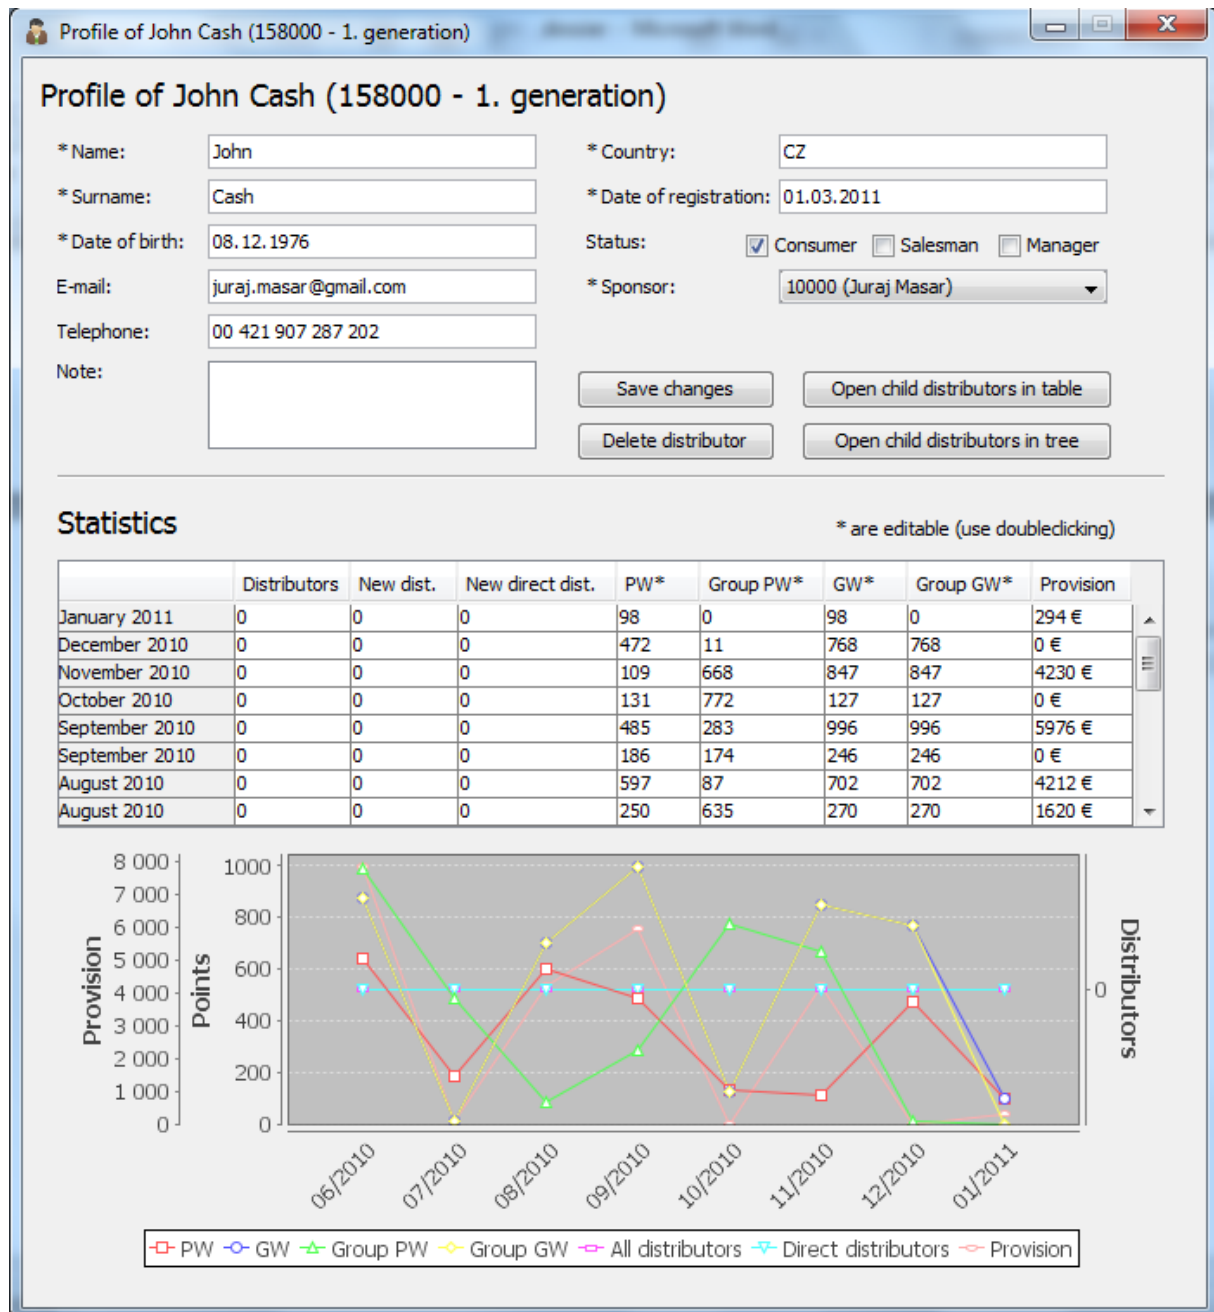 Profile of John Cash (158000 - 1. generation)
Profile of John Cash (158000 - 1. generation)
* Name: John * Country: CZ
* Surname: Cash * Date of registration: 01.03.2011
* Date of birth: 08.12.1976 Status: Consumer Salesman Manager
E-mail: juraj.masar@gmail.com * Sponsor: 10000 (Juraj Masar)
Telephone: 00 421 907 287 202
Note:
Save changes Open child distributors in table
Delete distributor Open child distributors in tree
Statistics * are editable (use doubleclicking)
Distributors New dist. New direct dist. PW* Group PW* GW* Group GW* Provision
January 2011 0 0 0 98 0 98 0 294 €
December 2010 0 0 0 472 11 768 768 0 €
November 2010 0 0 0 109 668 847 847 4230 €
October 2010 0 0 0 131 772 127 127 0 €
September 2010 0 0 0 485 283 996 996 5976 €
September 2010 0 0 0 186 174 246 246 0 €
August 2010 0 0 0 597 87 702 702 4212 €
August 2010 0 0 0 250 635 270 270 1620 €
Provision
8 000
7 000
6 000
5 000
4 000
3 000
2 000
1 000
0
Points
1000
800
600
400
200
0
Distributors
0
06/2010 07/2010 08/2010 09/2010 10/2010 11/2010 12/2010 01/2011
PW GW Group PW Group GW All distributors Direct distributors Provision